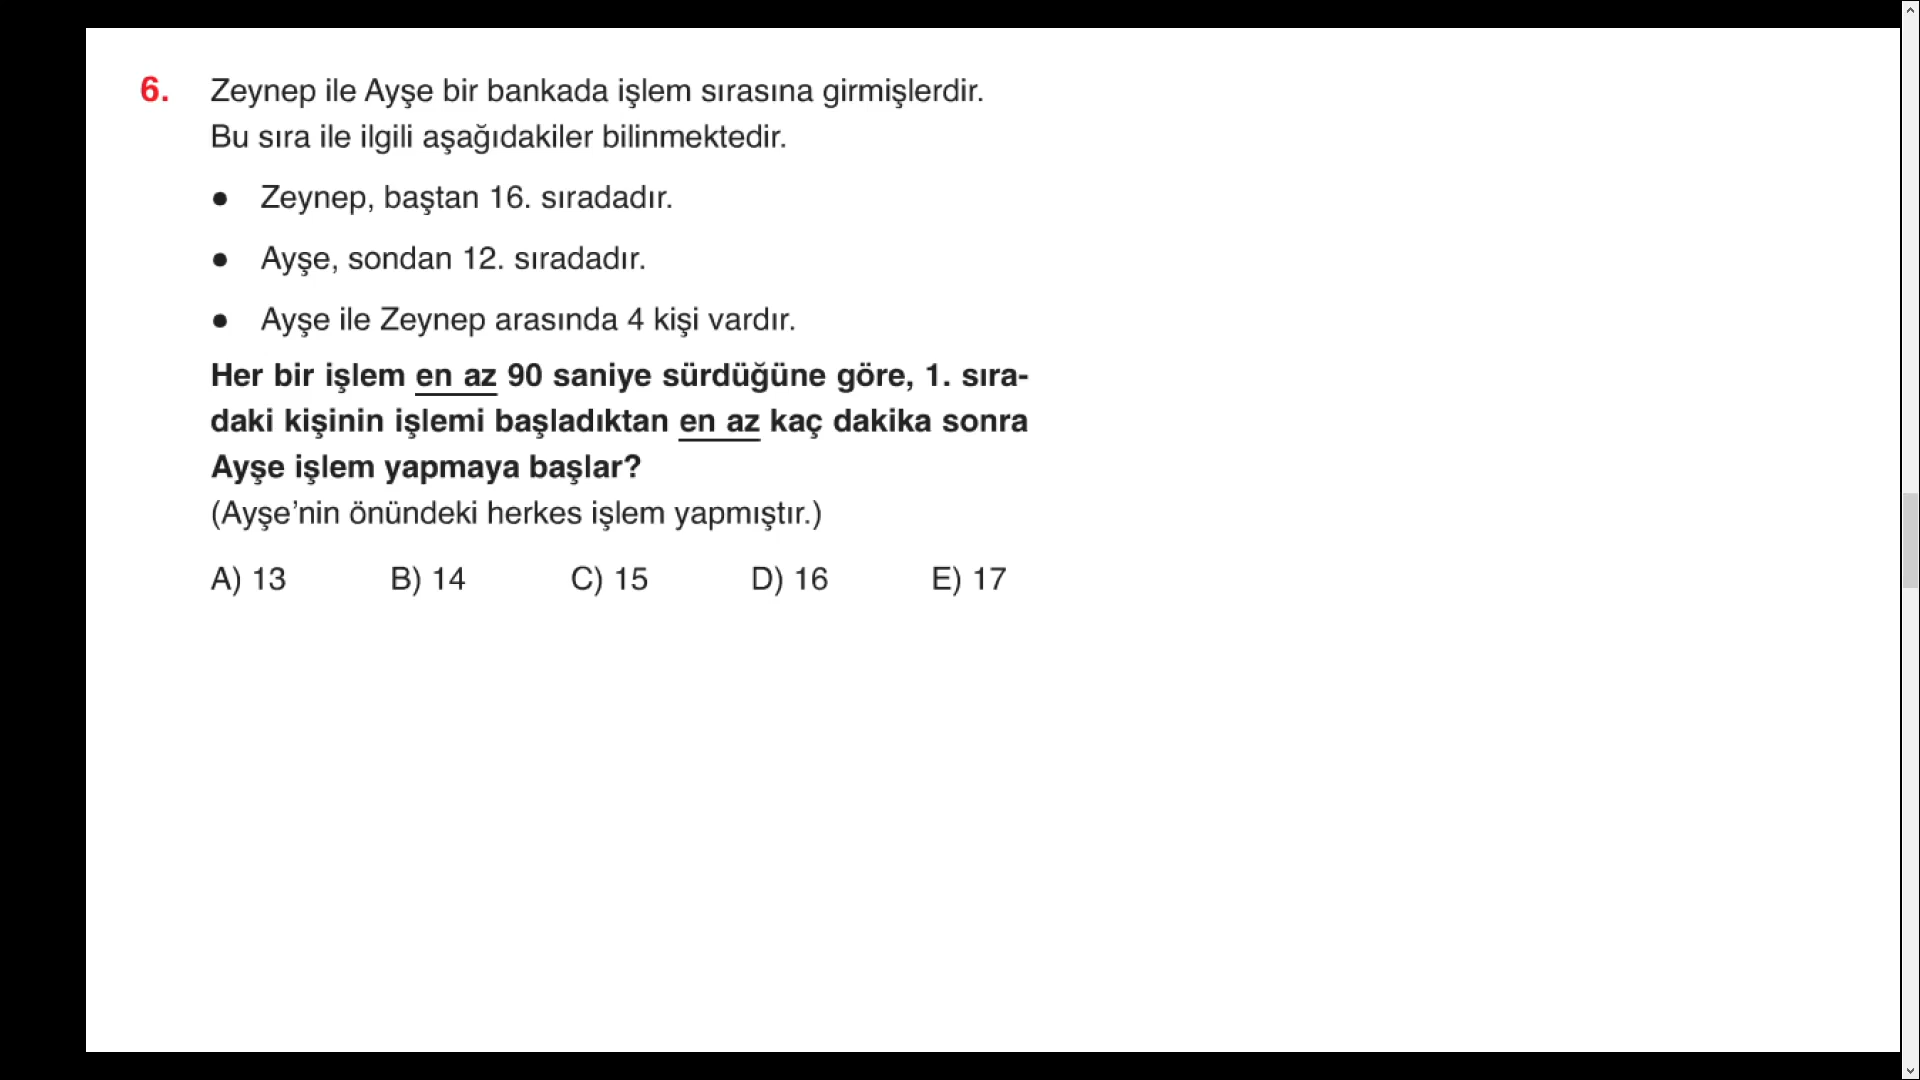 6. Zeynep ile Ayşe bir bankada işlem sırasına girmişlerdir.
Bu sıra ile ilgili aşağıdakiler bilinmektedir.
● Zeynep, baştan 16. sıradadır.
● Ayşe, sondan 12. sıradadır.
● Ayşe ile Zeynep arasında 4 kişi vardır.
Her bir işlem en az 90 saniye sürdüğüne göre, 1. sıra-
daki kişinin işlemi başladıktan en az kaç dakika sonra
Ayşe işlem yapmaya başlar?
(Ayşe’nin önündeki herkes işlem yapmıştır.)
A) 13 B) 14 C) 15 D) 16 E) 17